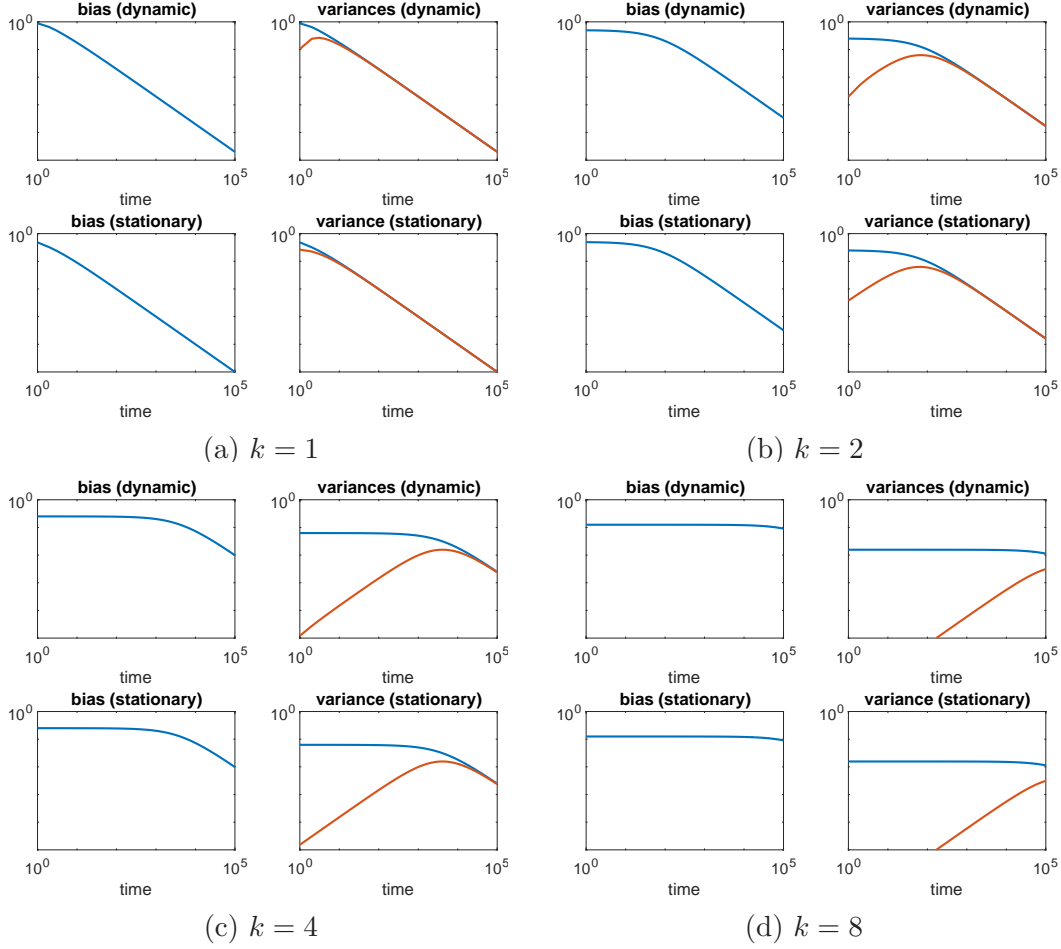 bias (dynamic)
variances (dynamic)
10^0
10^0
10^0
10^5
10^0
10^5
time
time
bias (stationary)
variance (stationary)
10^0
10^0
10^0
10^5
10^0
10^5
time
time
(a) k = 1
bias (dynamic)
variances (dynamic)
10^0
10^0
10^0
10^5
10^0
10^5
time
time
bias (stationary)
variance (stationary)
10^0
10^0
10^0
10^5
10^0
10^5
time
time
(b) k = 2
bias (dynamic)
variances (dynamic)
10^0
10^0
10^0
10^5
10^0
10^5
time
time
bias (stationary)
variance (stationary)
10^0
10^0
10^0
10^5
10^0
10^5
time
time
(c) k = 4
bias (dynamic)
variances (dynamic)
10^0
10^0
10^0
10^5
10^0
10^5
time
time
bias (stationary)
variance (stationary)
10^0
10^0
10^0
10^5
10^0
10^5
time
time
(d) k = 8